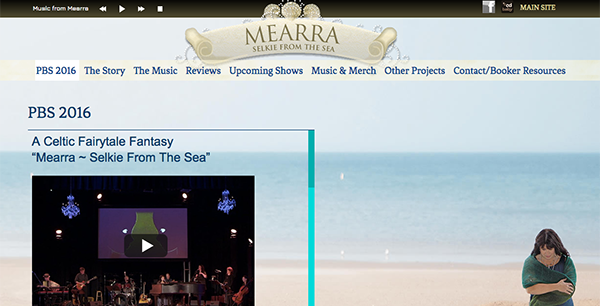 Music from Mearra
MAIN SITE
MEARRA
SELKIE FROM THE SEA
PBS 2016 The Story The Music Reviews Upcoming Shows Music & Merch Other Projects Contact/Booker Resources
PBS 2016
A Celtic Fairytale Fantasy
“Mearra ~ Selkie From The Sea”